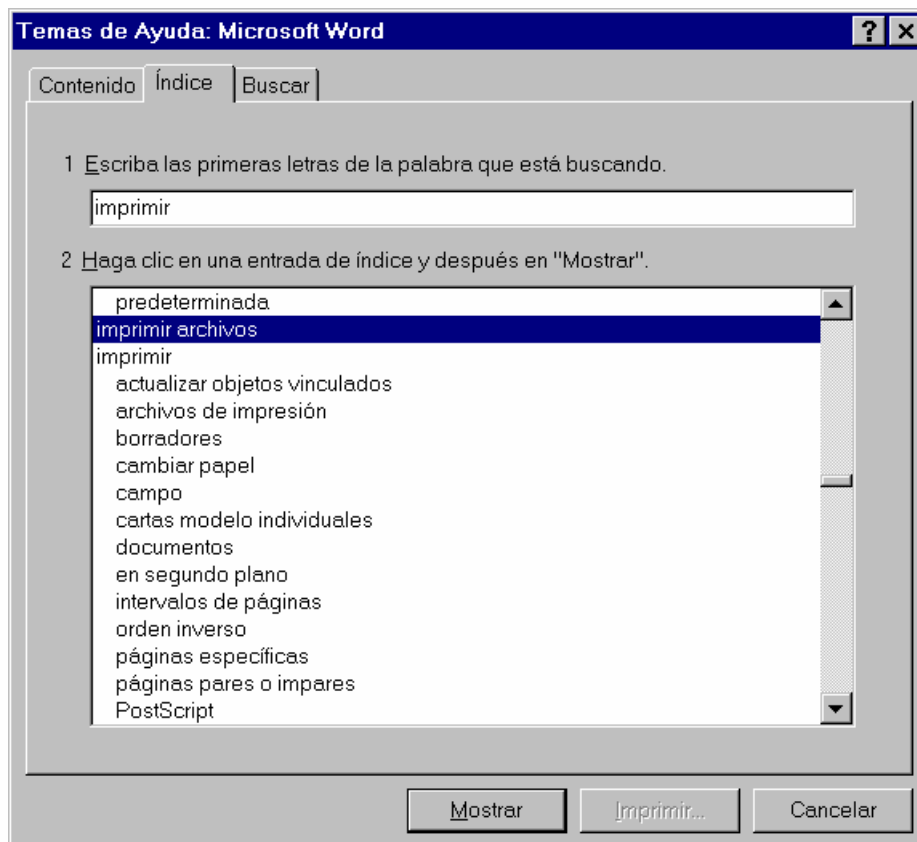 Temas de Ayuda: Microsoft Word
Contenido Índice Buscar
1 Escriba las primeras letras de la palabra que está buscando.
imprimir
2 Haga clic en una entrada de índice y después en "Mostrar".
predeterminada
imprimir archivos
imprimir
actualizar objetos vinculados
archivos de impresión
borradores
cambiar papel
campo
cartas modelo individuales
documentos
en segundo plano
intervalos de páginas
orden inverso
páginas específicas
páginas pares o impares
PostScript
Mostrar Imprimir... Cancelar